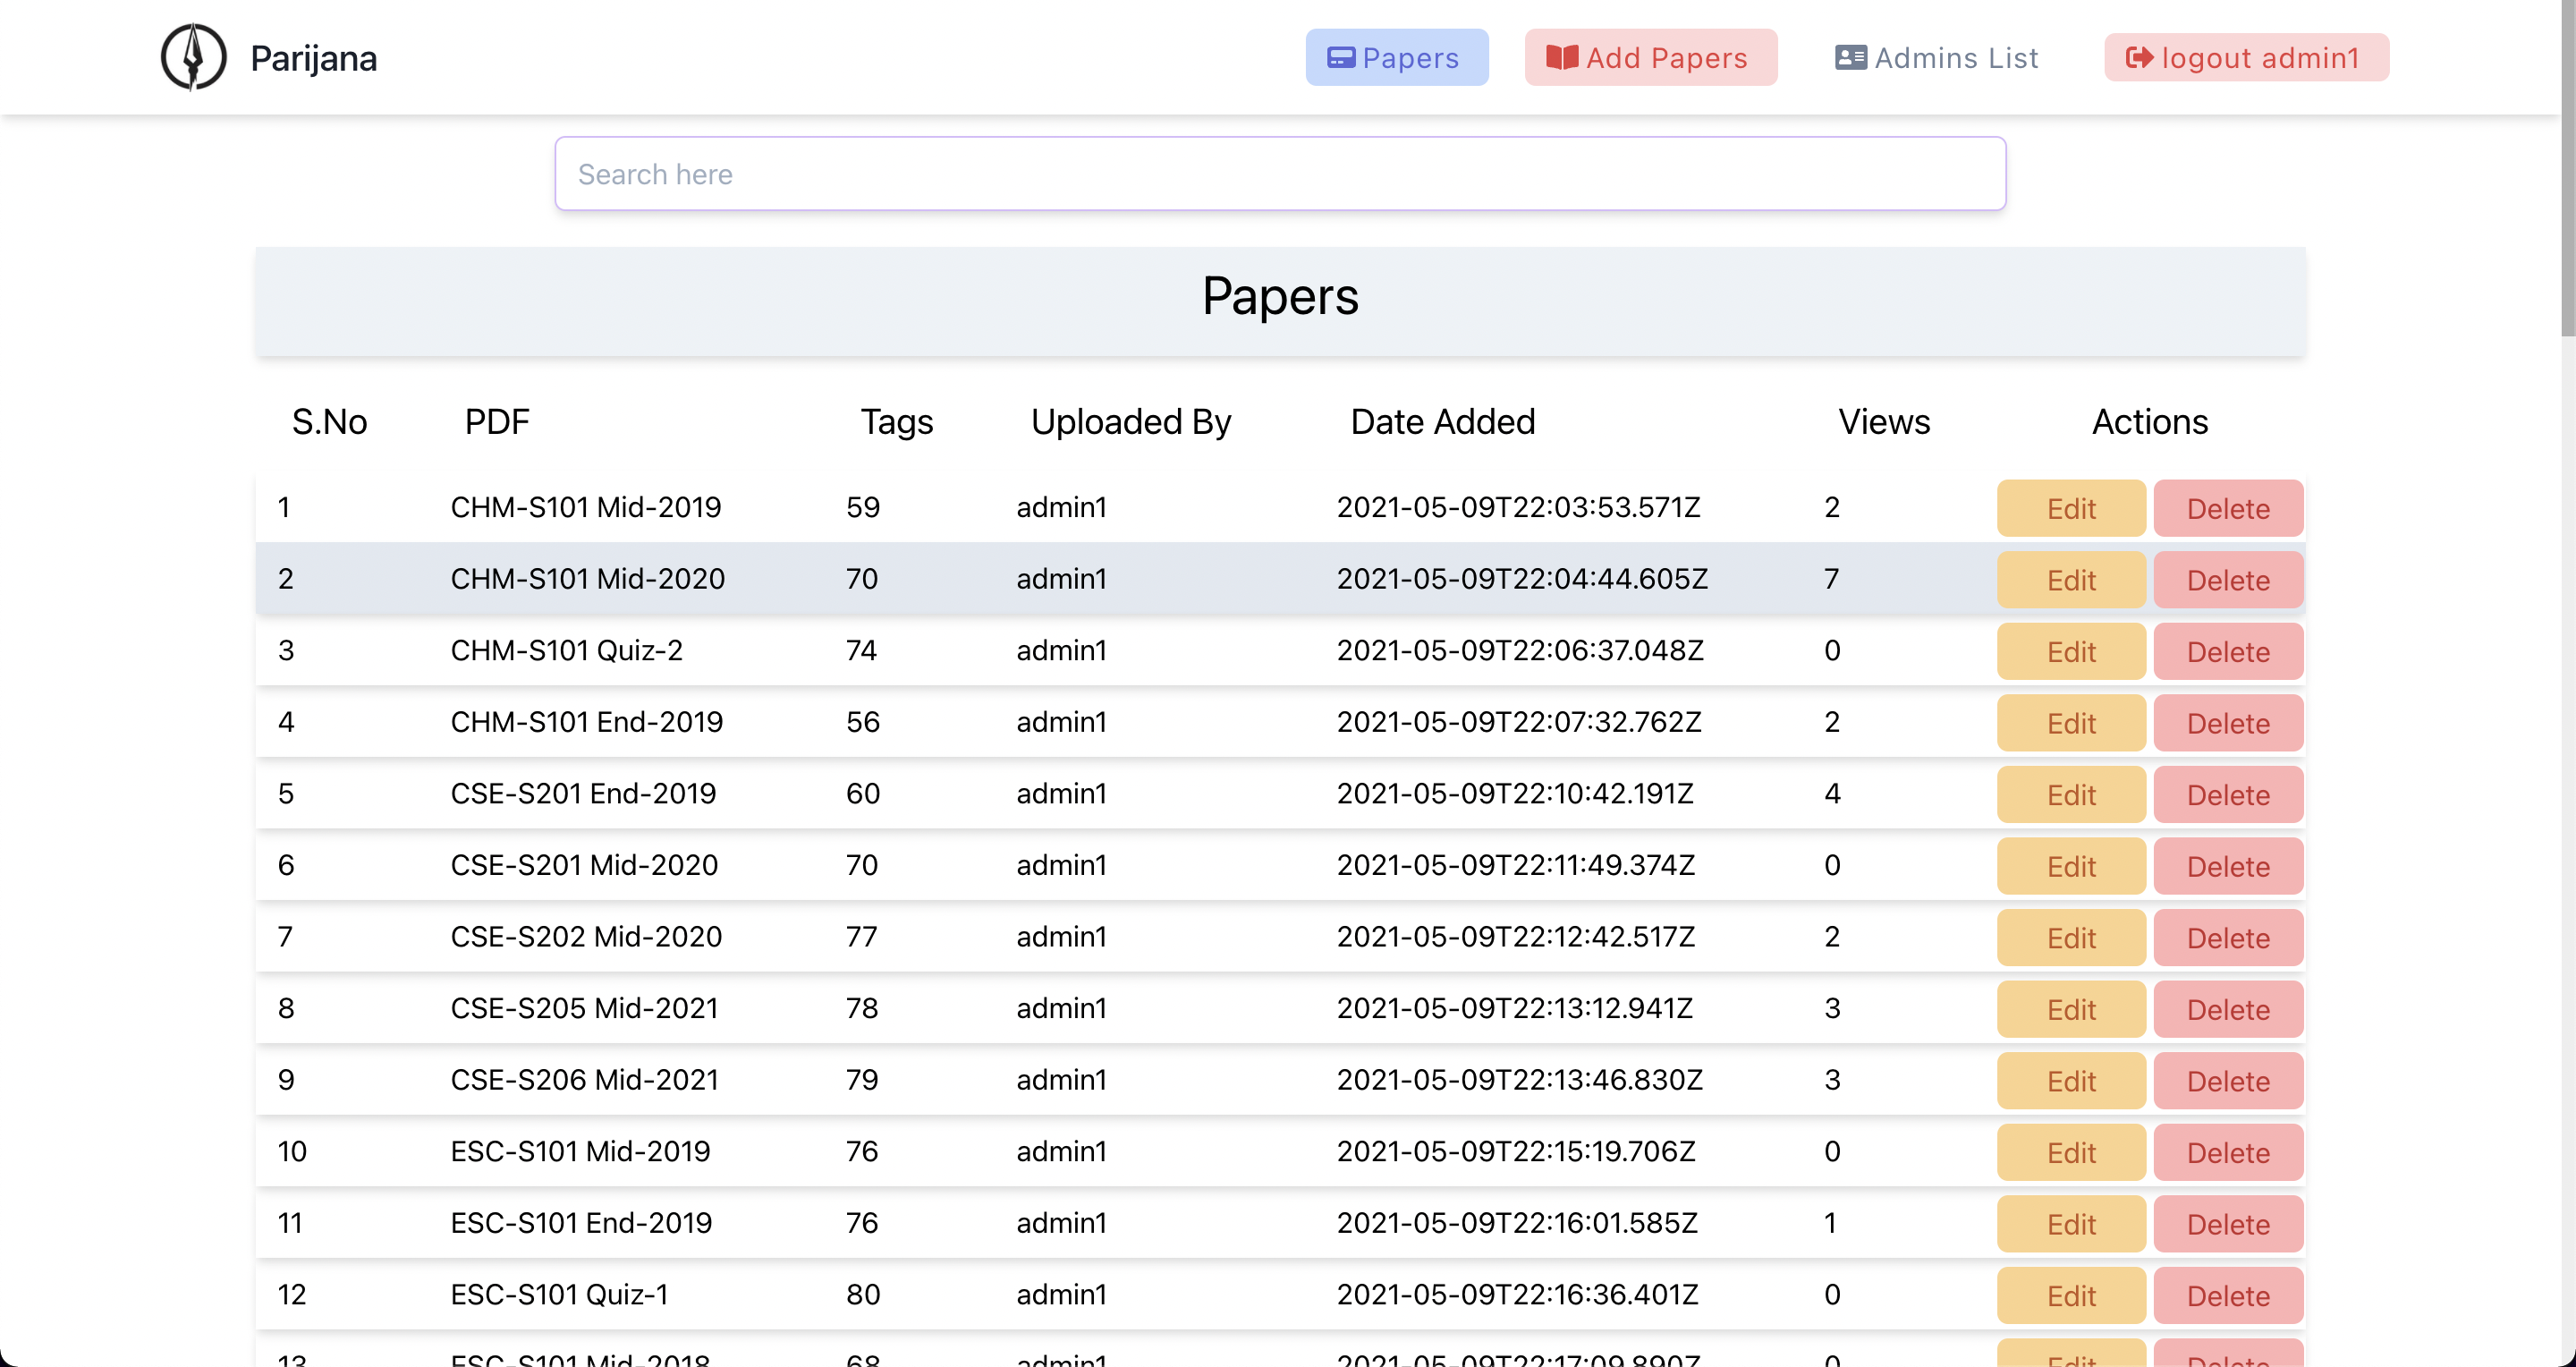 Parijana Papers Add Papers Admins List logout admin1
Search here
Papers
S.No PDF Tags Uploaded By Date Added Views Actions
1 CHM-S101 Mid-2019 59 admin1 2021-05-09T22:03:53.571Z 2 Edit Delete
2 CHM-S101 Mid-2020 70 admin1 2021-05-09T22:04:44.605Z 7 Edit Delete
3 CHM-S101 Quiz-2 74 admin1 2021-05-09T22:06:37.048Z 0 Edit Delete
4 CHM-S101 End-2019 56 admin1 2021-05-09T22:07:32.762Z 2 Edit Delete
5 CSE-S201 End-2019 60 admin1 2021-05-09T22:10:42.191Z 4 Edit Delete
6 CSE-S201 Mid-2020 70 admin1 2021-05-09T22:11:49.374Z 0 Edit Delete
7 CSE-S202 Mid-2020 77 admin1 2021-05-09T22:12:42.517Z 2 Edit Delete
8 CSE-S205 Mid-2021 78 admin1 2021-05-09T22:13:12.941Z 3 Edit Delete
9 CSE-S206 Mid-2021 79 admin1 2021-05-09T22:13:46.830Z 3 Edit Delete
10 ESC-S101 Mid-2019 76 admin1 2021-05-09T22:15:19.706Z 0 Edit Delete
11 ESC-S101 End-2019 76 admin1 2021-05-09T22:16:01.585Z 1 Edit Delete
12 ESC-S101 Quiz-1 80 admin1 2021-05-09T22:16:36.401Z 0 Edit Delete
13 ESC-S101 Mid-2018 68 admin1 2021-05-09T22:17:09.890Z 0 Edit Delete